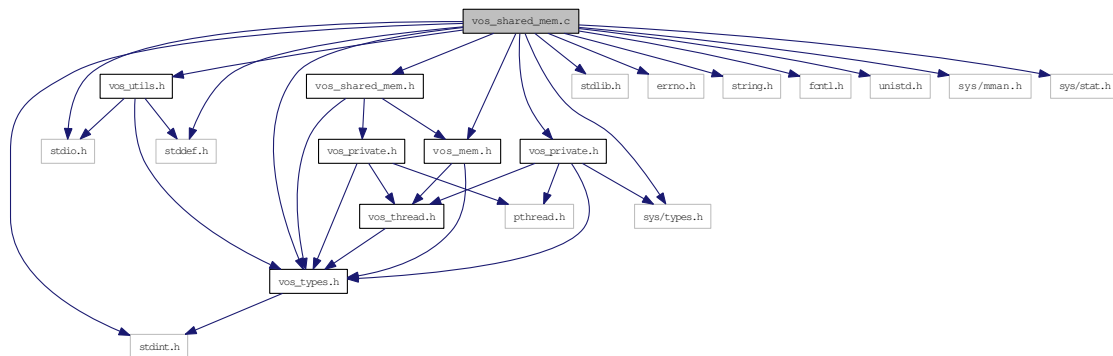 vos_shared_mem.c
vos_utils.h
vos_shared_mem.h
stdlib.h
errno.h
string.h
fcntl.h
unistd.h
sys/mman.h
sys/stat.h
stdio.h
stddef.h
vos_private.h
vos_mem.h
vos_private.h
vos_thread.h
pthread.h
sys/types.h
vos_types.h
stdint.h